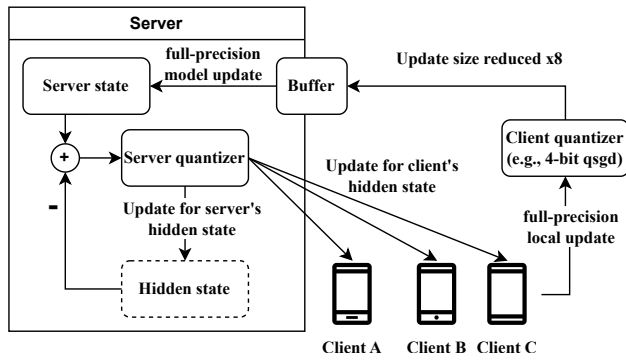 Server
full-precision
model update
Update size reduced x8
Server state
Buffer
Client quantizer
(e.g., 4-bit qsgd)
+
Server quantizer
Update for client's
hidden state
-
Update for server's
hidden state
full-precision
local update
Hidden state
Client A
Client B
Client C